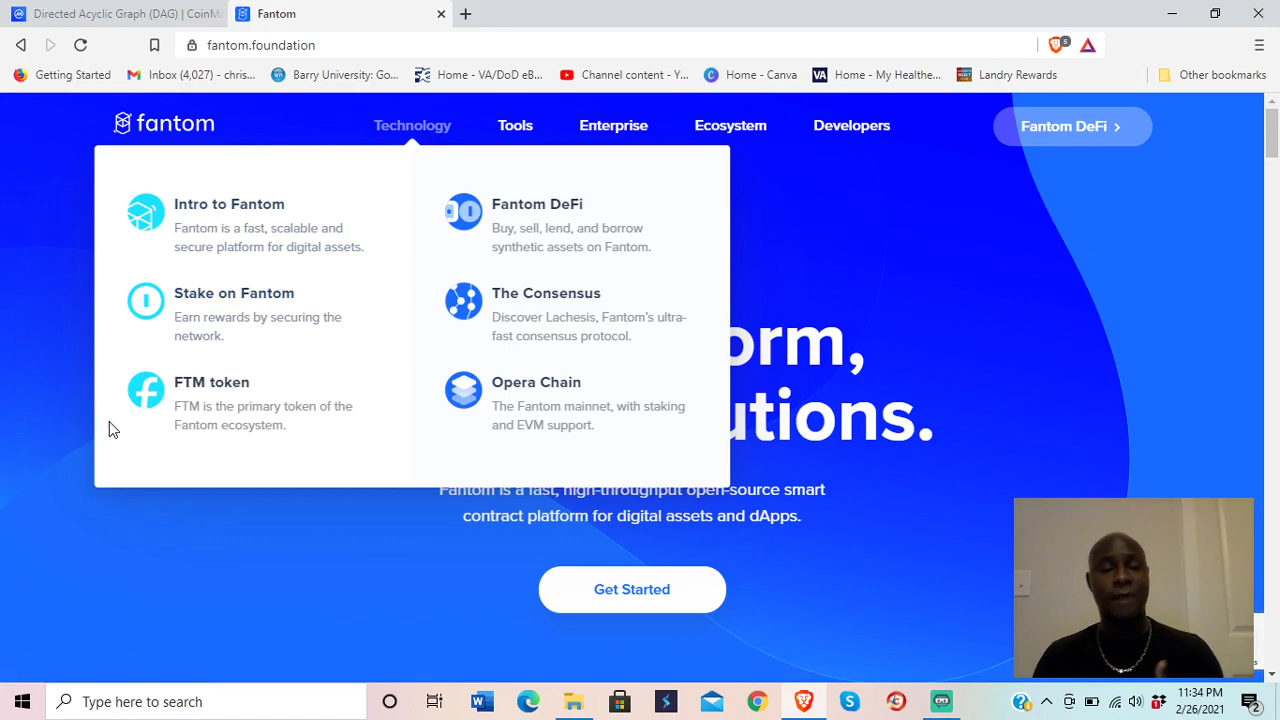 Directed Acyclic Graph (DAG) | CoinM
Fantom
fantom.foundation
Getting Started
Inbox (4,027) - chris...
Barry University: Go...
Home - VA/DoD eB...
Channel content - Y...
Home - Canva
VA
Home - My Healthe...
Landry Rewards
Other bookmarks
fantom
Technology
Tools
Enterprise
Ecosystem
Developers
Fantom DeFi
Intro to Fantom
Fantom is a fast, scalable and
secure platform for digital assets.
Stake on Fantom
Earn rewards by securing the
network.
FTM token
FTM is the primary token of the
Fantom ecosystem.
Fantom DeFi
Buy, sell, lend, and borrow
synthetic assets on Fantom.
The Consensus
Discover Lachesis, Fantom's ultra-
fast consensus protocol.
Opera Chain
The Fantom mainnet, with staking
and EVM support.
orm,
utions.
Fantom is a fast, high-throughput open-source smart
contract platform for digital assets and dApps.
Get Started
Type here to search
11:34 PM
2/26/2021